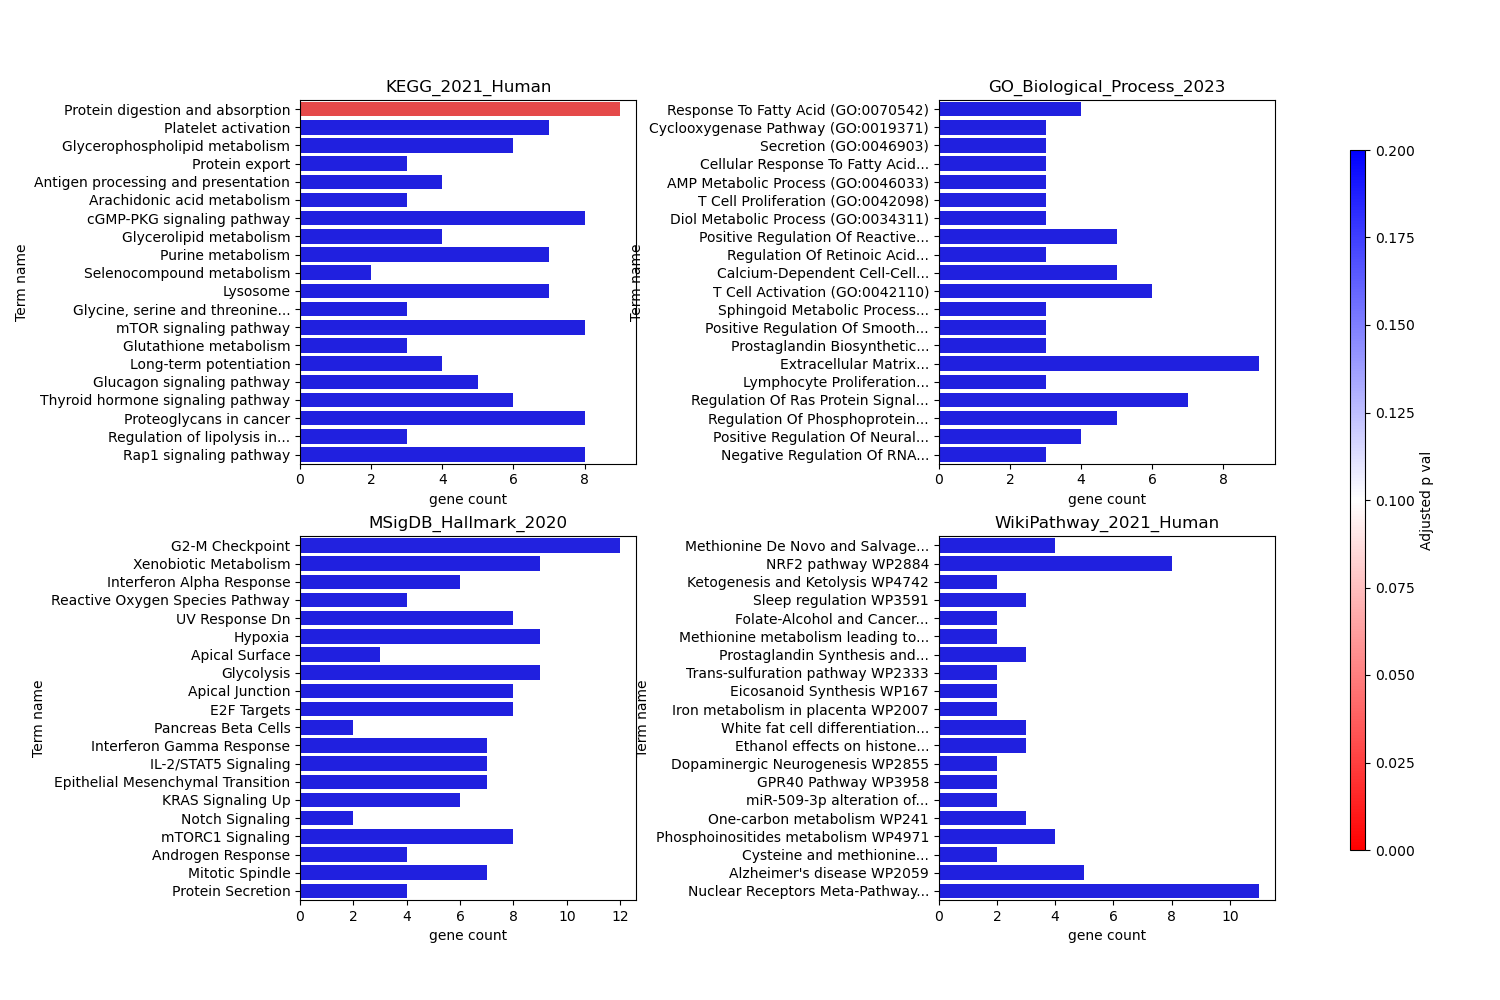 KEGG_2021_Human
Term name
Protein digestion and absorption
Platelet activation
Glycerophospholipid metabolism
Protein export
Antigen processing and presentation
Arachidonic acid metabolism
cGMP-PKG signaling pathway
Glycerolipid metabolism
Purine metabolism
Selenocompound metabolism
Lysosome
Glycine, serine and threonine...
mTOR signaling pathway
Glutathione metabolism
Long-term potentiation
Glucagon signaling pathway
Thyroid hormone signaling pathway
Proteoglycans in cancer
Regulation of lipolysis in...
Rap1 signaling pathway
0 2 4 6 8
gene count
GO_Biological_Process_2023
Term name
Response To Fatty Acid (GO:0070542)
Cyclooxygenase Pathway (GO:0019371)
Secretion (GO:0046903)
Cellular Response To Fatty Acid...
AMP Metabolic Process (GO:0046033)
T Cell Proliferation (GO:0042098)
Diol Metabolic Process (GO:0034311)
Positive Regulation Of Reactive...
Regulation Of Retinoic Acid...
Calcium-Dependent Cell-Cell...
T Cell Activation (GO:0042110)
Sphingoid Metabolic Process...
Positive Regulation Of Smooth...
Prostaglandin Biosynthetic...
Extracellular Matrix...
Lymphocyte Proliferation...
Regulation Of Ras Protein Signal...
Regulation Of Phosphoprotein...
Positive Regulation Of Neural...
Negative Regulation Of RNA...
0 2 4 6 8
gene count
MSigDB_Hallmark_2020
Term name
G2-M Checkpoint
Xenobiotic Metabolism
Interferon Alpha Response
Reactive Oxygen Species Pathway
UV Response Dn
Hypoxia
Apical Surface
Glycolysis
Apical Junction
E2F Targets
Pancreas Beta Cells
Interferon Gamma Response
IL-2/STAT5 Signaling
Epithelial Mesenchymal Transition
KRAS Signaling Up
Notch Signaling
mTORC1 Signaling
Androgen Response
Mitotic Spindle
Protein Secretion
0 2 4 6 8 10 12
gene count
WikiPathway_2021_Human
Term name
Methionine De Novo and Salvage...
NRF2 pathway WP2884
Ketogenesis and Ketolysis WP4742
Sleep regulation WP3591
Folate-Alcohol and Cancer...
Methionine metabolism leading to...
Prostaglandin Synthesis and...
Trans-sulfuration pathway WP2333
Eicosanoid Synthesis WP167
Iron metabolism in placenta WP2007
White fat cell differentiation...
Ethanol effects on histone...
Dopaminergic Neurogenesis WP2855
GPR40 Pathway WP3958
miR-509-3p alteration of...
One-carbon metabolism WP241
Phosphoinositides metabolism WP4971
Cysteine and methionine...
Alzheimer's disease WP2059
Nuclear Receptors Meta-Pathway...
0 2 4 6 8 10
gene count
0.200
0.175
0.150
0.125
0.100
0.075
0.050
0.025
0.000
Adjusted p val